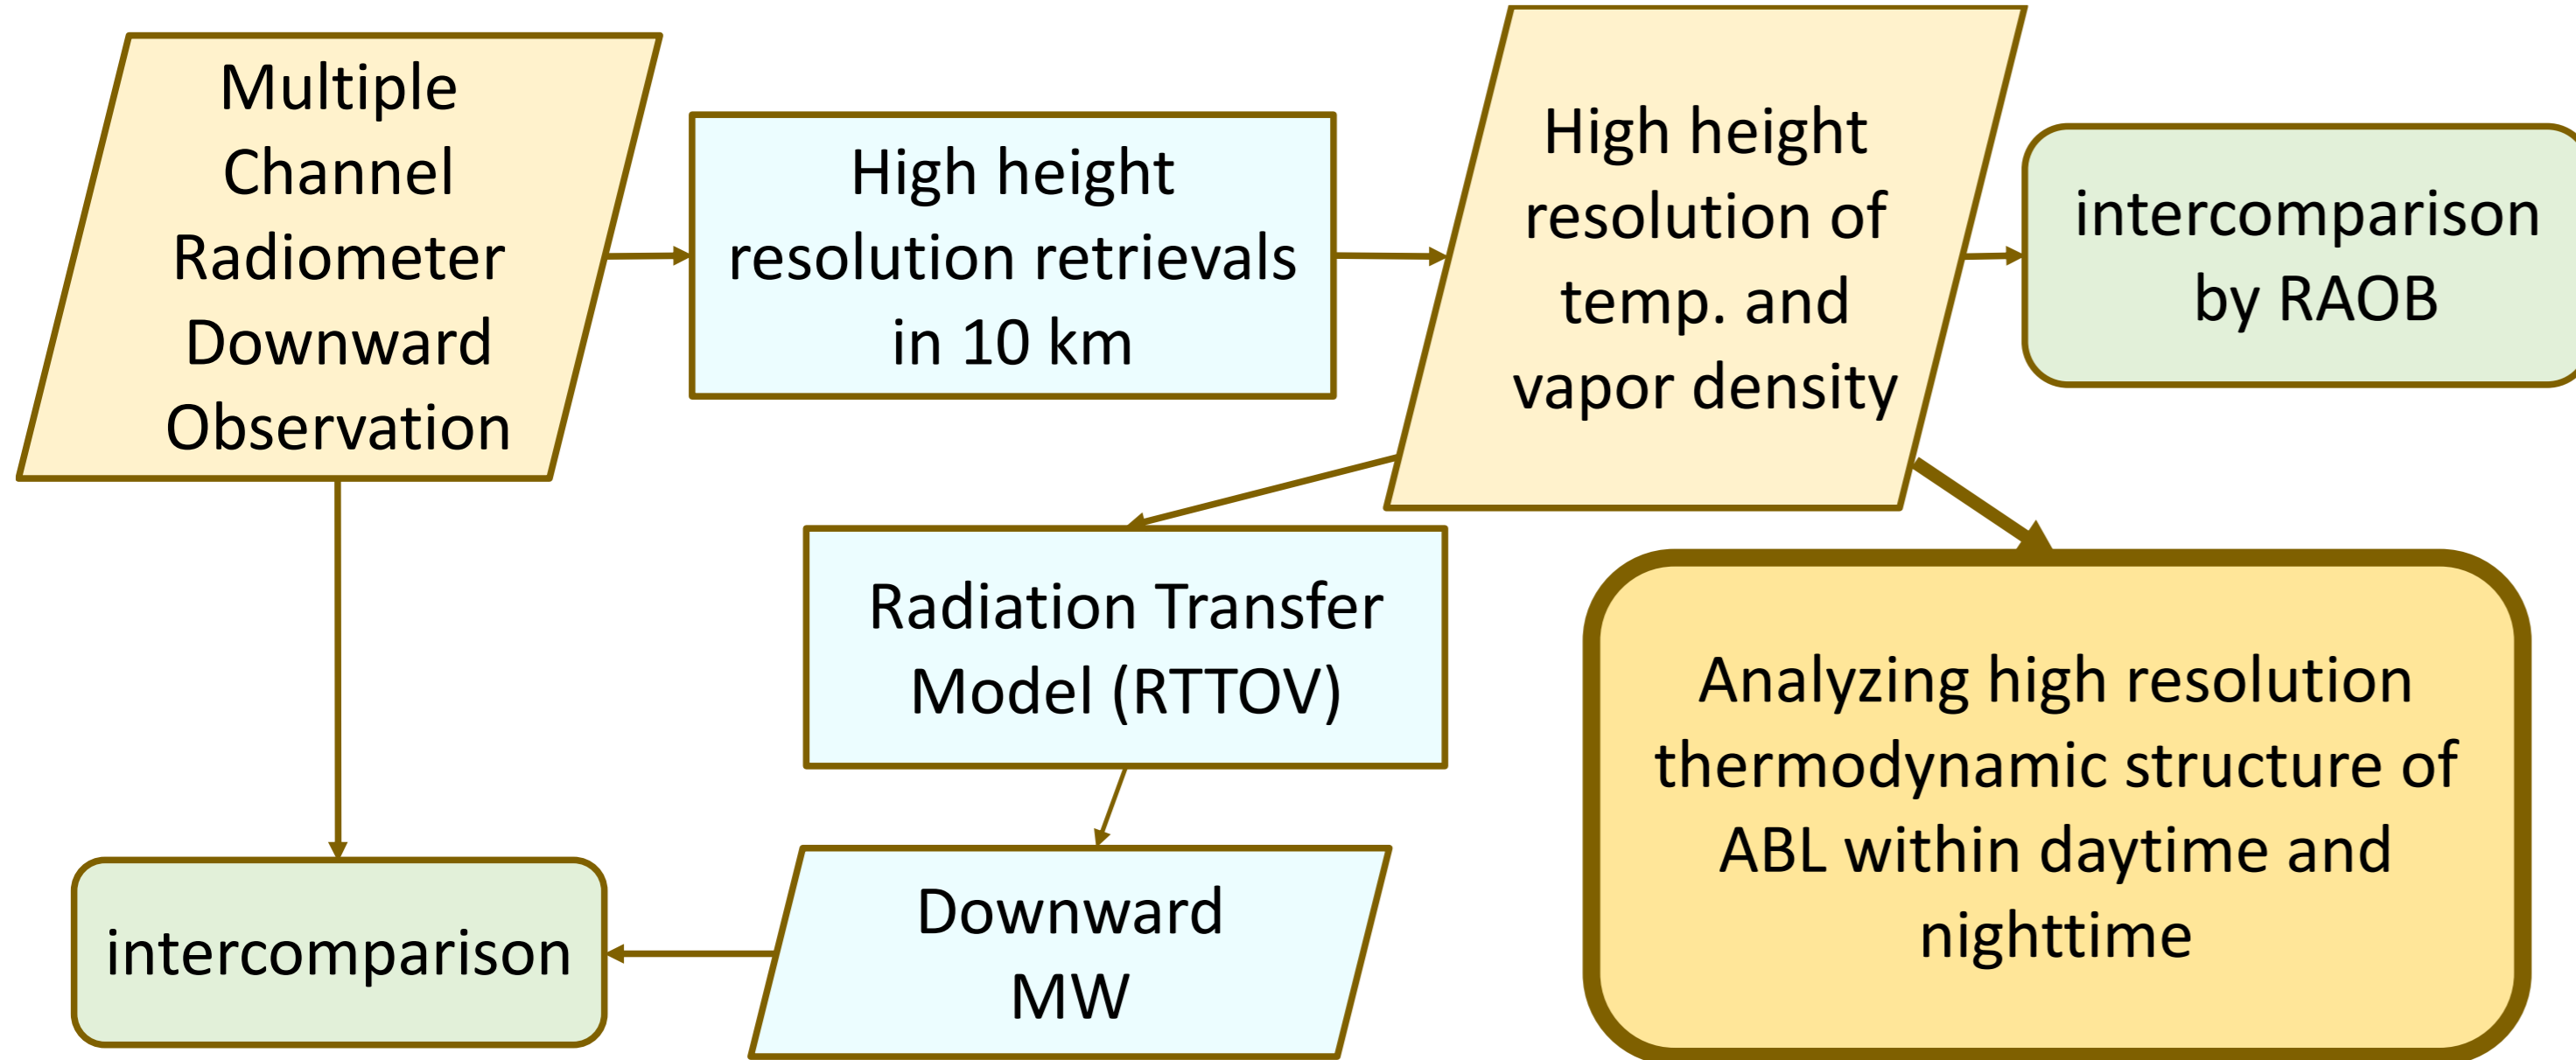 Multiple
Channel
Radiometer
Downward
Observation
High height
resolution retrievals
in 10 km
High height
resolution of
temp. and
vapor density
intercomparison
by RAOB
Radiation Transfer
Model (RTTOV)
Downward
MW
intercomparison
Analyzing high resolution
thermodynamic structure of
ABL within daytime and
nighttime